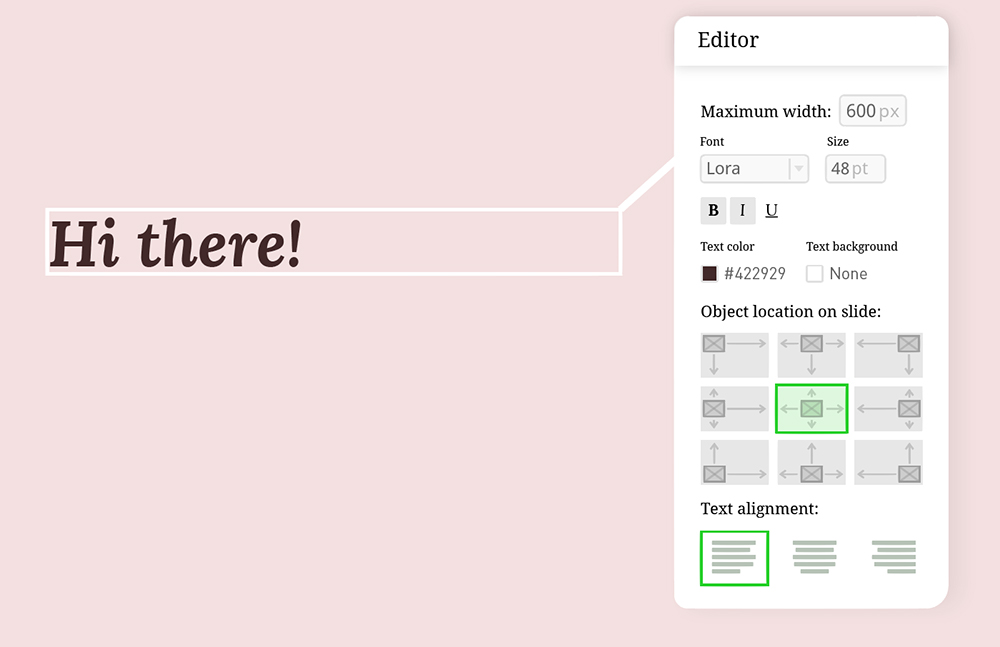 Editor
Maximum width: 600 px
Font Size
Lora 48 pt
B I U
Text color Text background
#422929 None
Hi there!
Object location on slide:
Text alignment: